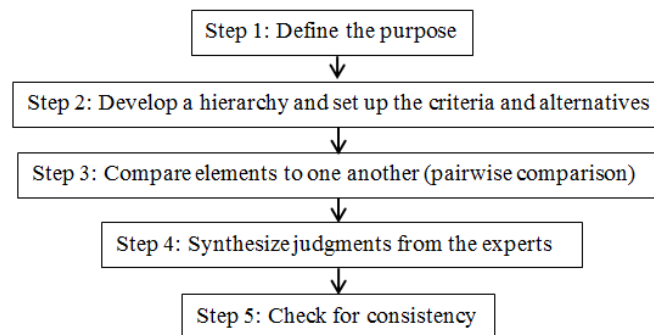 Step 1: Define the purpose
Step 2: Develop a hierarchy and set up the criteria and alternatives
Step 3: Compare elements to one another (pairwise comparison)
Step 4: Synthesize judgments from the experts
Step 5: Check for consistency